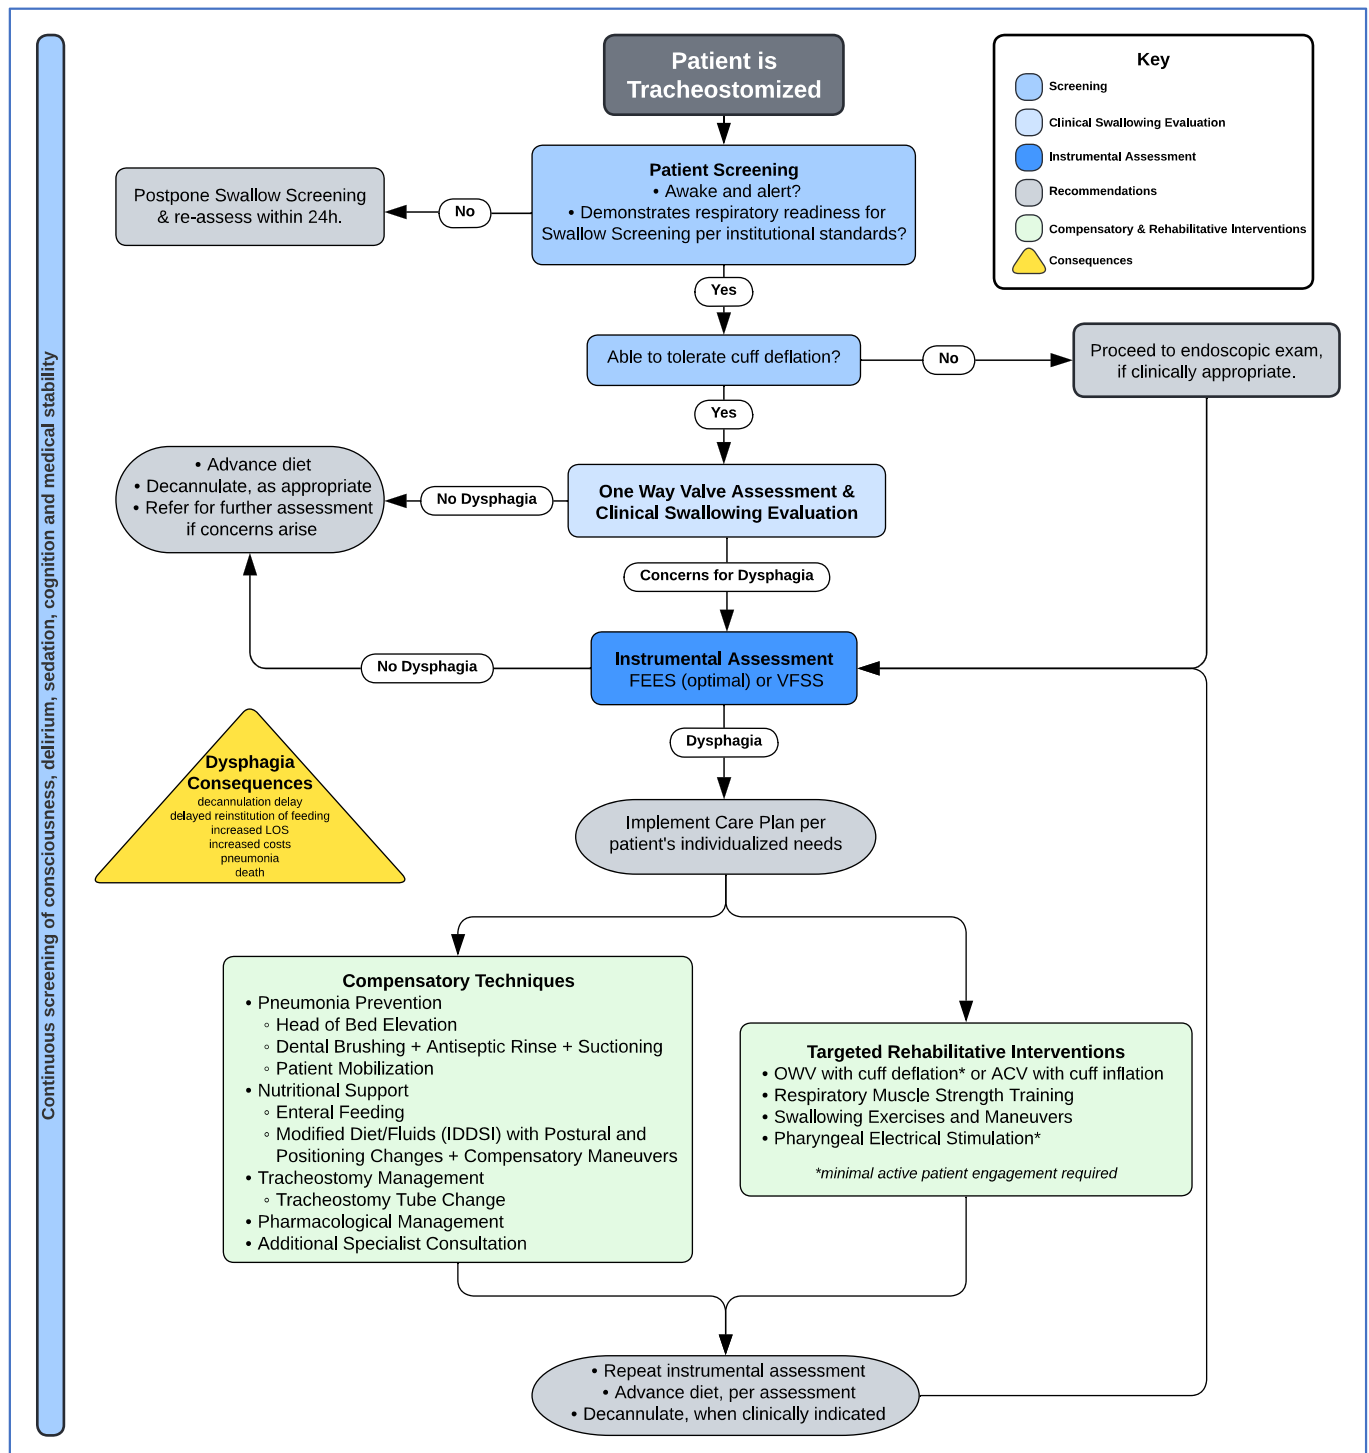 Continuous screening of consciousness, delirium, sedation, cognition and medical stability
Patient is
Tracheostomized
Key
Screening
Clinical Swallowing Evaluation
Instrumental Assessment
Recommendations
Compensatory & Rehabilitative Interventions
Consequences
Patient Screening
• Awake and alert?
• Demonstrates respiratory readiness for
Swallow Screening per institutional standards?
No
Postpone Swallow Screening
& re-assess within 24h.
Yes
Able to tolerate cuff deflation?
No
Proceed to endoscopic exam,
if clinically appropriate.
Yes
One Way Valve Assessment &
Clinical Swallowing Evaluation
No Dysphagia
• Advance diet
• Decannulate, as appropriate
• Refer for further assessment
if concerns arise
Concerns for Dysphagia
Instrumental Assessment
FEES (optimal) or VFSS
No Dysphagia
Dysphagia
Dysphagia
Consequences
decannulation delay
delayed reinstitution of feeding
increased LOS
increased costs
pneumonia
death
Implement Care Plan per
patient's individualized needs
Compensatory Techniques
• Pneumonia Prevention
◦ Head of Bed Elevation
◦ Dental Brushing + Antiseptic Rinse + Suctioning
◦ Patient Mobilization
• Nutritional Support
◦ Enteral Feeding
◦ Modified Diet/Fluids (IDDSI) with Postural and
Positioning Changes + Compensatory Maneuvers
• Tracheostomy Management
◦ Tracheostomy Tube Change
• Pharmacological Management
• Additional Specialist Consultation
Targeted Rehabilitative Interventions
• OWV with cuff deflation* or ACV with cuff inflation
• Respiratory Muscle Strength Training
• Swallowing Exercises and Maneuvers
• Pharyngeal Electrical Stimulation*
*minimal active patient engagement required
• Repeat instrumental assessment
• Advance diet, per assessment
• Decannulate, when clinically indicated